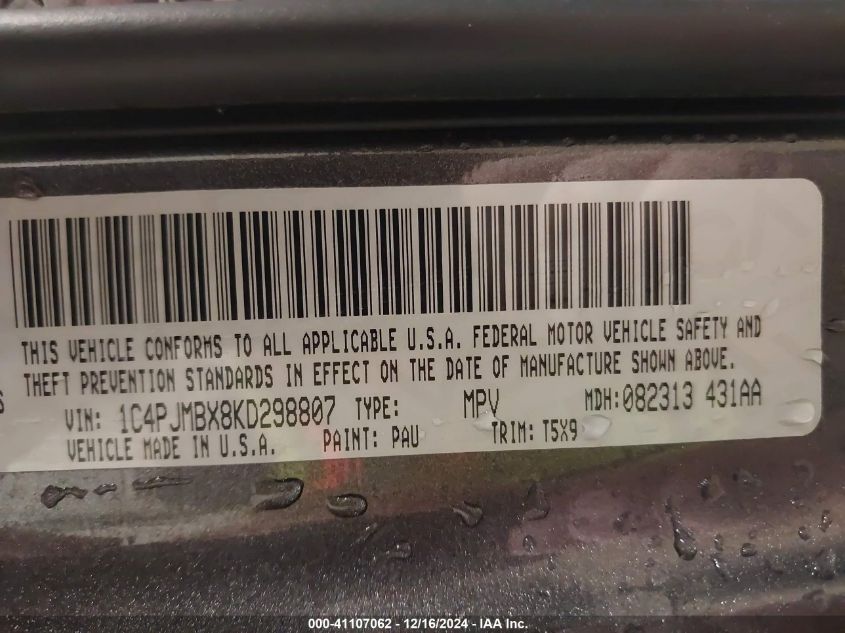 THIS VEHICLE CONFORMS TO ALL APPLICABLE U.S.A. FEDERAL MOTOR VEHICLE SAFETY AND
THEFT PREVENTION STANDARDS IN EFFECT ON THE DATE OF MANUFACTURE SHOWN ABOVE.
S
VIN: 1C4PJMBX8KD298807 TYPE: MPV MDH:082313 431AA
VEHICLE MADE IN U.S.A. PAINT: PAU TRIM: T5X9
000-41107062 - 12/16/2024 - IAA Inc.